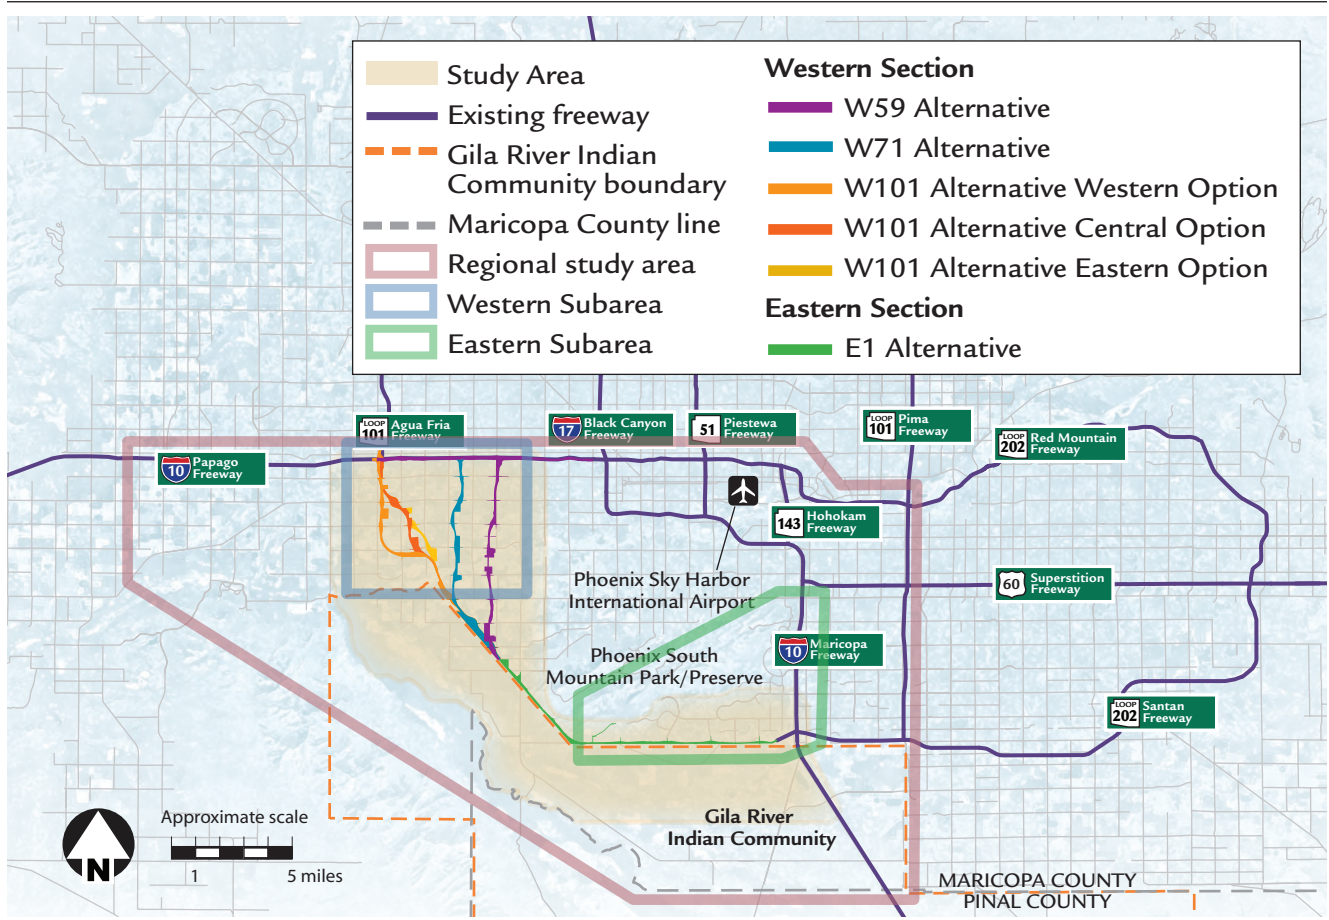 Study Area
Existing freeway
Gila River Indian
Community boundary
Maricopa County line
Regional study area
Western Subarea
Eastern Subarea
Western Section
W59 Alternative
W71 Alternative
W101 Alternative Western Option
W101 Alternative Central Option
W101 Alternative Eastern Option
Eastern Section
E1 Alternative
LOOP
101
Agua Fria
Freeway
17
Black Canyon
Freeway
51
Piestewa
Freeway
LOOP
101
Pima
Freeway
LOOP
202
Red Mountain
Freeway
10
Papago
Freeway
143
Hohokam
Freeway
Phoenix Sky Harbor
International Airport
60
Superstition
Freeway
10
Maricopa
Freeway
Phoenix South
Mountain Park/Preserve
LOOP
202
Santan
Freeway
Gila River
Indian Community
Approximate scale
1
5 miles
N
MARICOPA COUNTY
PINAL COUNTY